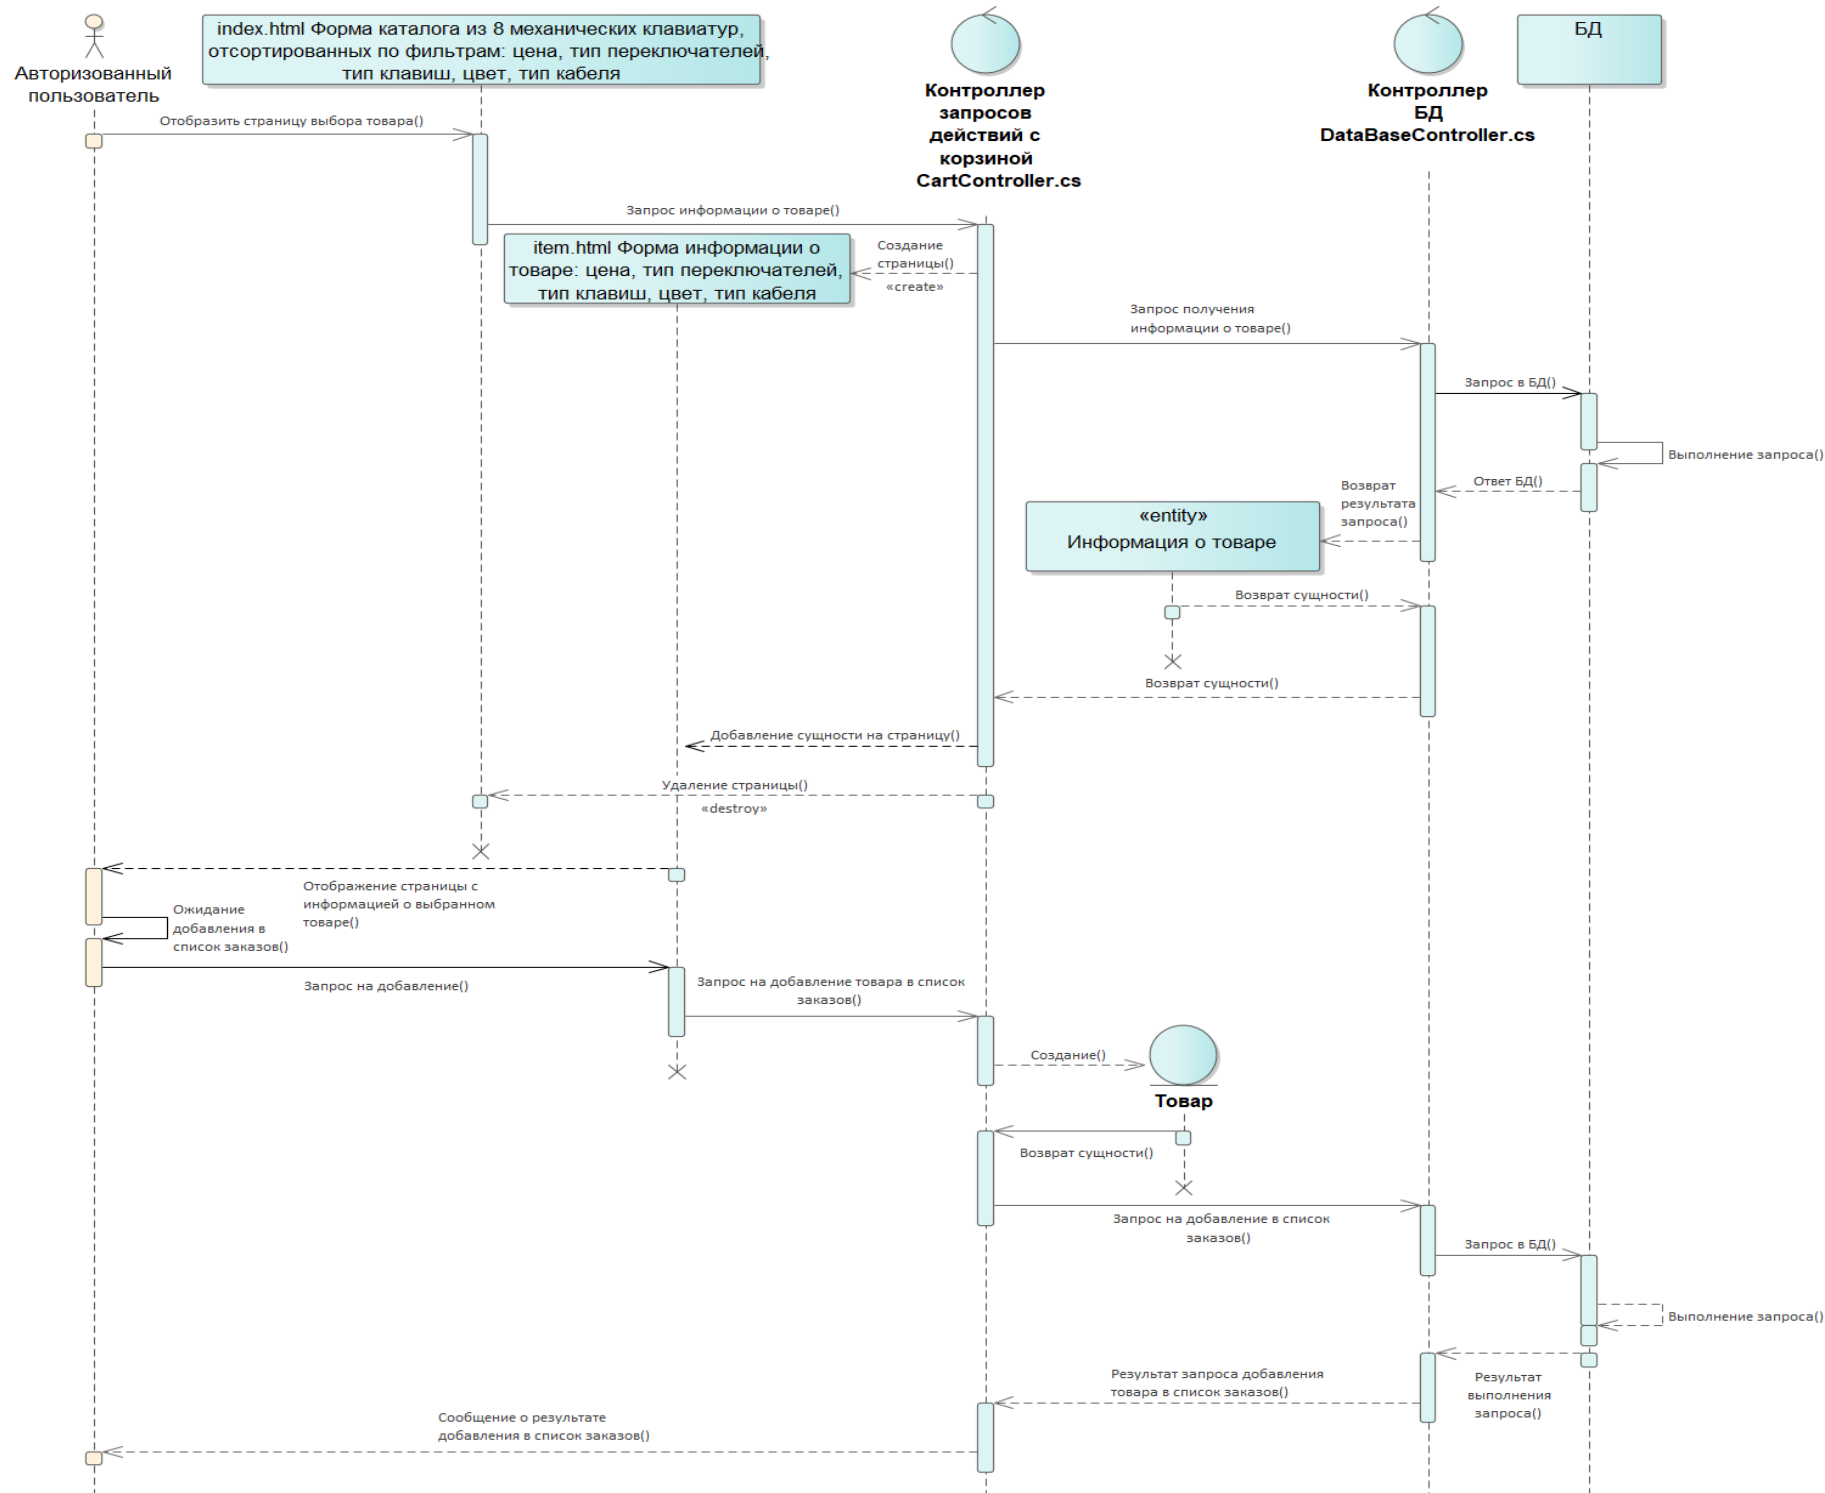 Авторизованный
пользователь
index.html Форма каталога из 8 механических клавиатур,
отсортированных по фильтрам: цена, тип переключателей,
тип клавиш, цвет, тип кабеля
Контроллер
запросов
действий с
корзиной
CartController.cs
Контроллер
БД
DataBaseController.cs
БД
Отобразить страницу выбора товара()
Запрос информации о товаре()
item.html Форма информации о
товаре: цена, тип переключателей,
тип клавиш, цвет, тип кабеля
Создание
страницы()
«create»
Запрос получения
информации о товаре()
Запрос в БД()
Выполнение запроса()
Ответ БД()
Возврат
результата
запроса()
«entity»
Информация о товаре
Возврат сущности()
Возврат сущности()
Добавление сущности на страницу()
Удаление страницы()
«destroy»
Отображение страницы с
информацией о выбранном
товаре()
Ожидание
добавления в
список заказов()
Запрос на добавление()
Запрос на добавление товара в список
заказов()
Создание()
Товар
Возврат сущности()
Запрос на добавление в список
заказов()
Запрос в БД()
Выполнение запроса()
Результат
выполнения
запроса()
Результат запроса добавления
товара в список заказов()
Сообщение о результате
добавления в список заказов()